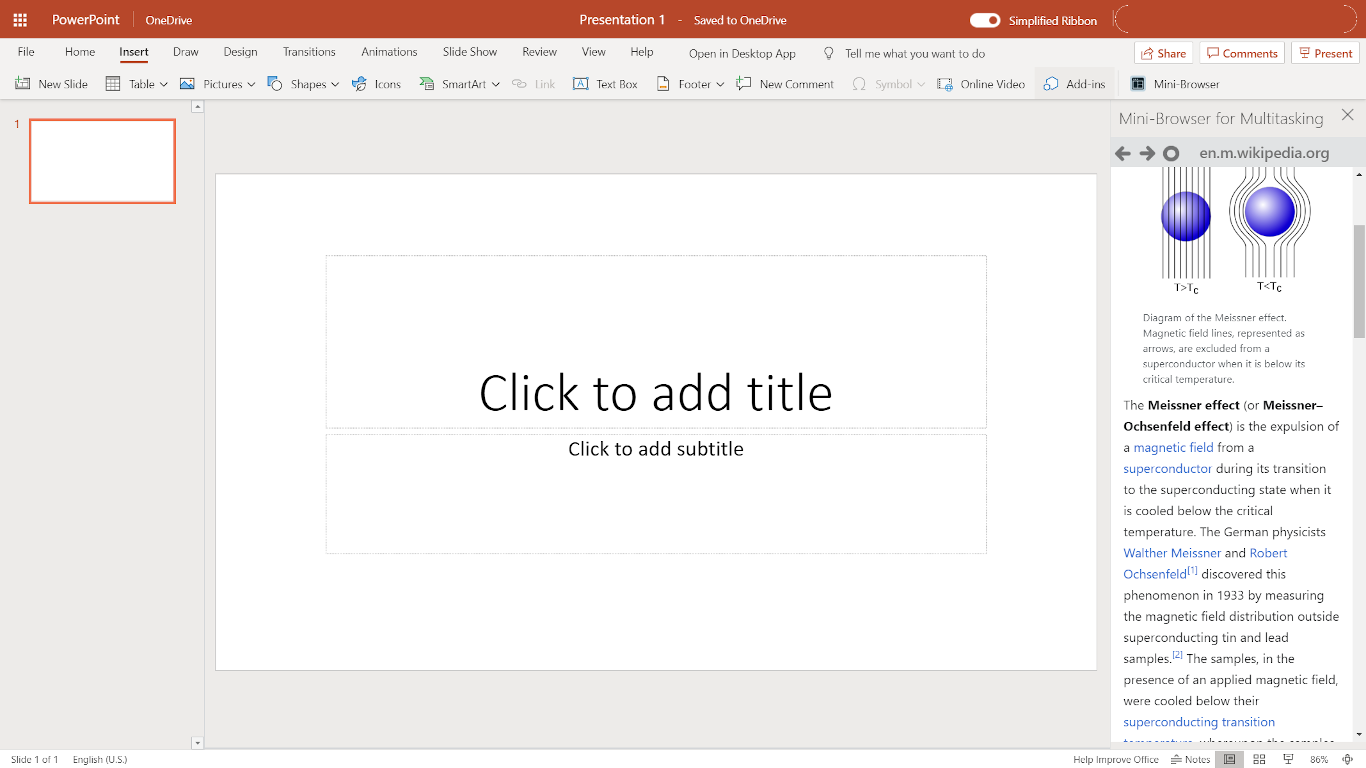 PowerPoint OneDrive Presentation 1 - Saved to OneDrive Simplified Ribbon
File Home Insert Draw Design Transitions Animations Slide Show Review View Help Open in Desktop App Tell me what you want to do Share Comments Present
New Slide Table Pictures Shapes Icons SmartArt Link Text Box Footer New Comment Symbol Online Video Add-ins Mini-Browser
1
Click to add title
Click to add subtitle
Mini-Browser for Multitasking
en.m.wikipedia.org
T>Tc T<Tc
Diagram of the Meissner effect.
Magnetic field lines, represented as
arrows, are excluded from a
superconductor when it is below its
critical temperature.
The Meissner effect (or Meissner–
Ochsenfeld effect) is the expulsion of
a magnetic field from a
superconductor during its transition
to the superconducting state when it
is cooled below the critical
temperature. The German physicists
Walther Meissner and Robert
Ochsenfeld[1] discovered this
phenomenon in 1933 by measuring
the magnetic field distribution outside
superconducting tin and lead
samples.[2] The samples, in the
presence of an applied magnetic field,
were cooled below their
superconducting transition
Slide 1 of 1 English (U.S.) Help Improve Office Notes 86%